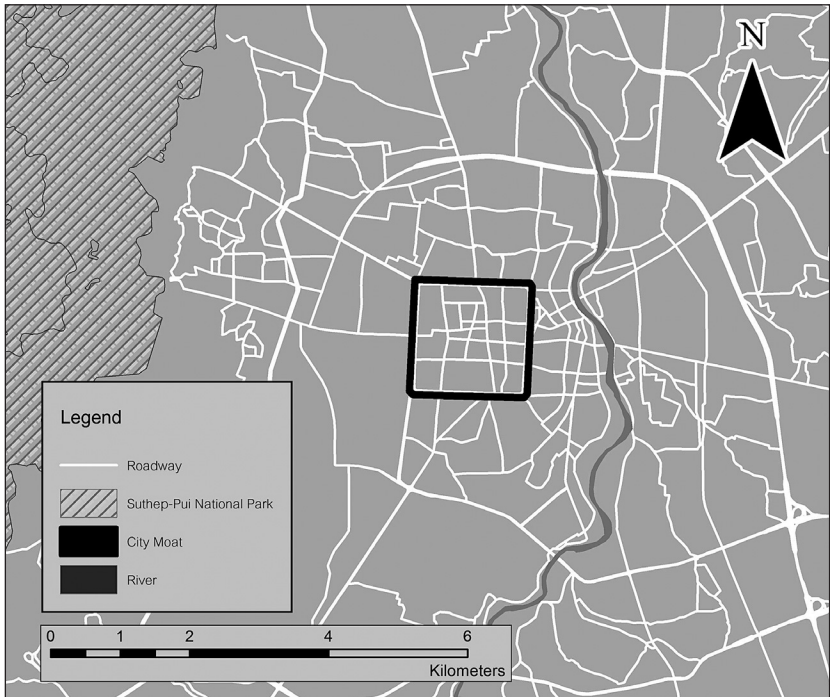 N
Legend
Roadway
Suthep-Pui National Park
City Moat
River
0 1 2 4 6
Kilometers